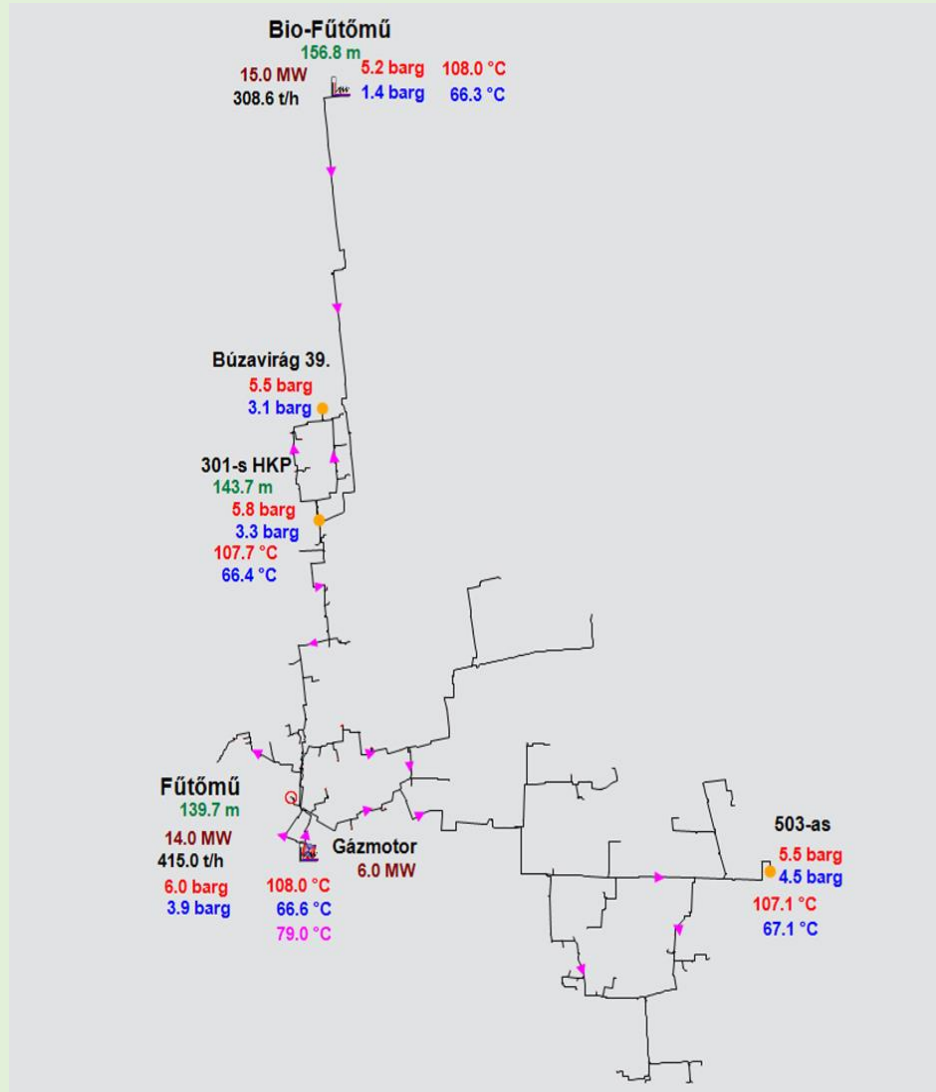 Bio-Fűtőmű
156.8 m
15.0 MW
308.6 t/h
5.2 barg 108.0 °C
1.4 barg 66.3 °C
Búzavirág 39.
5.5 barg
3.1 barg
301-s HKP
143.7 m
5.8 barg
3.3 barg
107.7 °C
66.4 °C
Fűtőmű
139.7 m
14.0 MW
415.0 t/h
6.0 barg
3.9 barg
Gázmotor
6.0 MW
108.0 °C
66.6 °C
79.0 °C
503-as
5.5 barg
4.5 barg
107.1 °C
67.1 °C